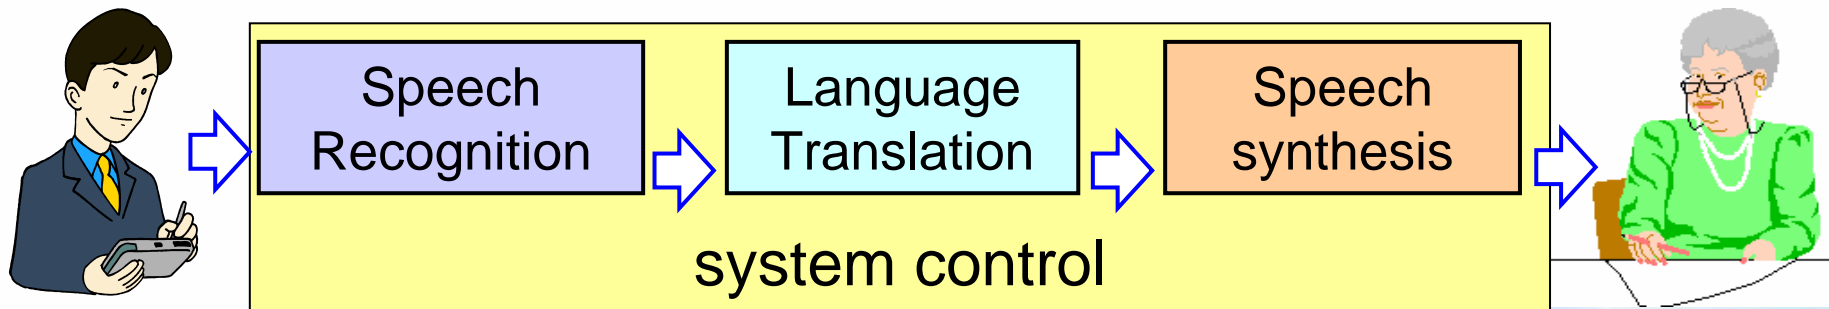 Speech
Recognition
Language
Translation
Speech
synthesis
system control